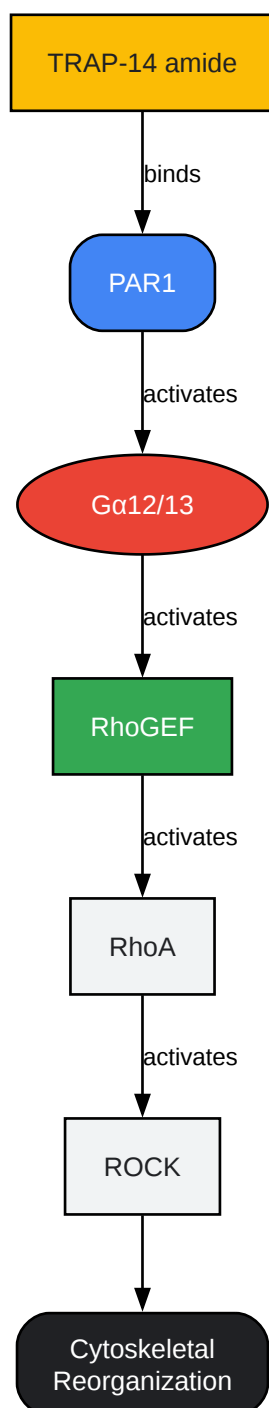 TRAP-14 amide
binds
PAR1
activates
Gα12/13
activates
RhoGEF
activates
RhoA
activates
ROCK
Cytoskeletal
Reorganization